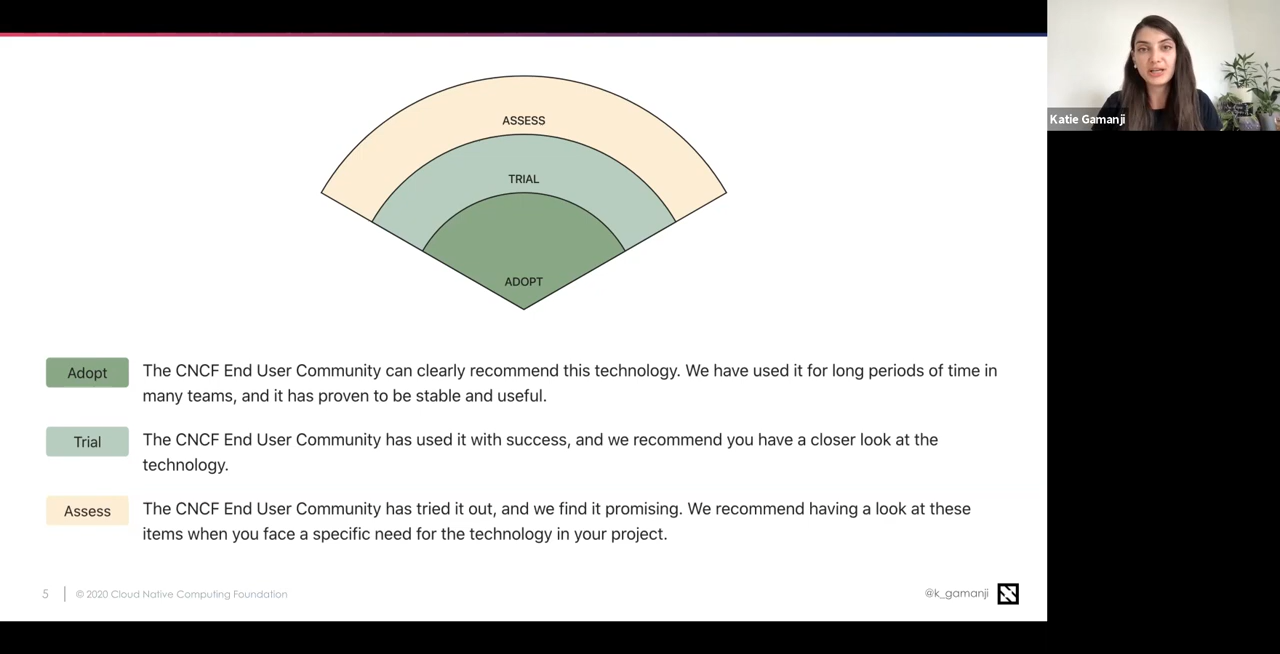 ASSESS
TRIAL
ADOPT
Katie Gamanji
Adopt
The CNCF End User Community can clearly recommend this technology. We have used it for long periods of time in
many teams, and it has proven to be stable and useful.
Trial
The CNCF End User Community has used it with success, and we recommend you have a closer look at the
technology.
Assess
The CNCF End User Community has tried it out, and we find it promising. We recommend having a look at these
items when you face a specific need for the technology in your project.
5
© 2020 Cloud Native Computing Foundation
@k_gamanji